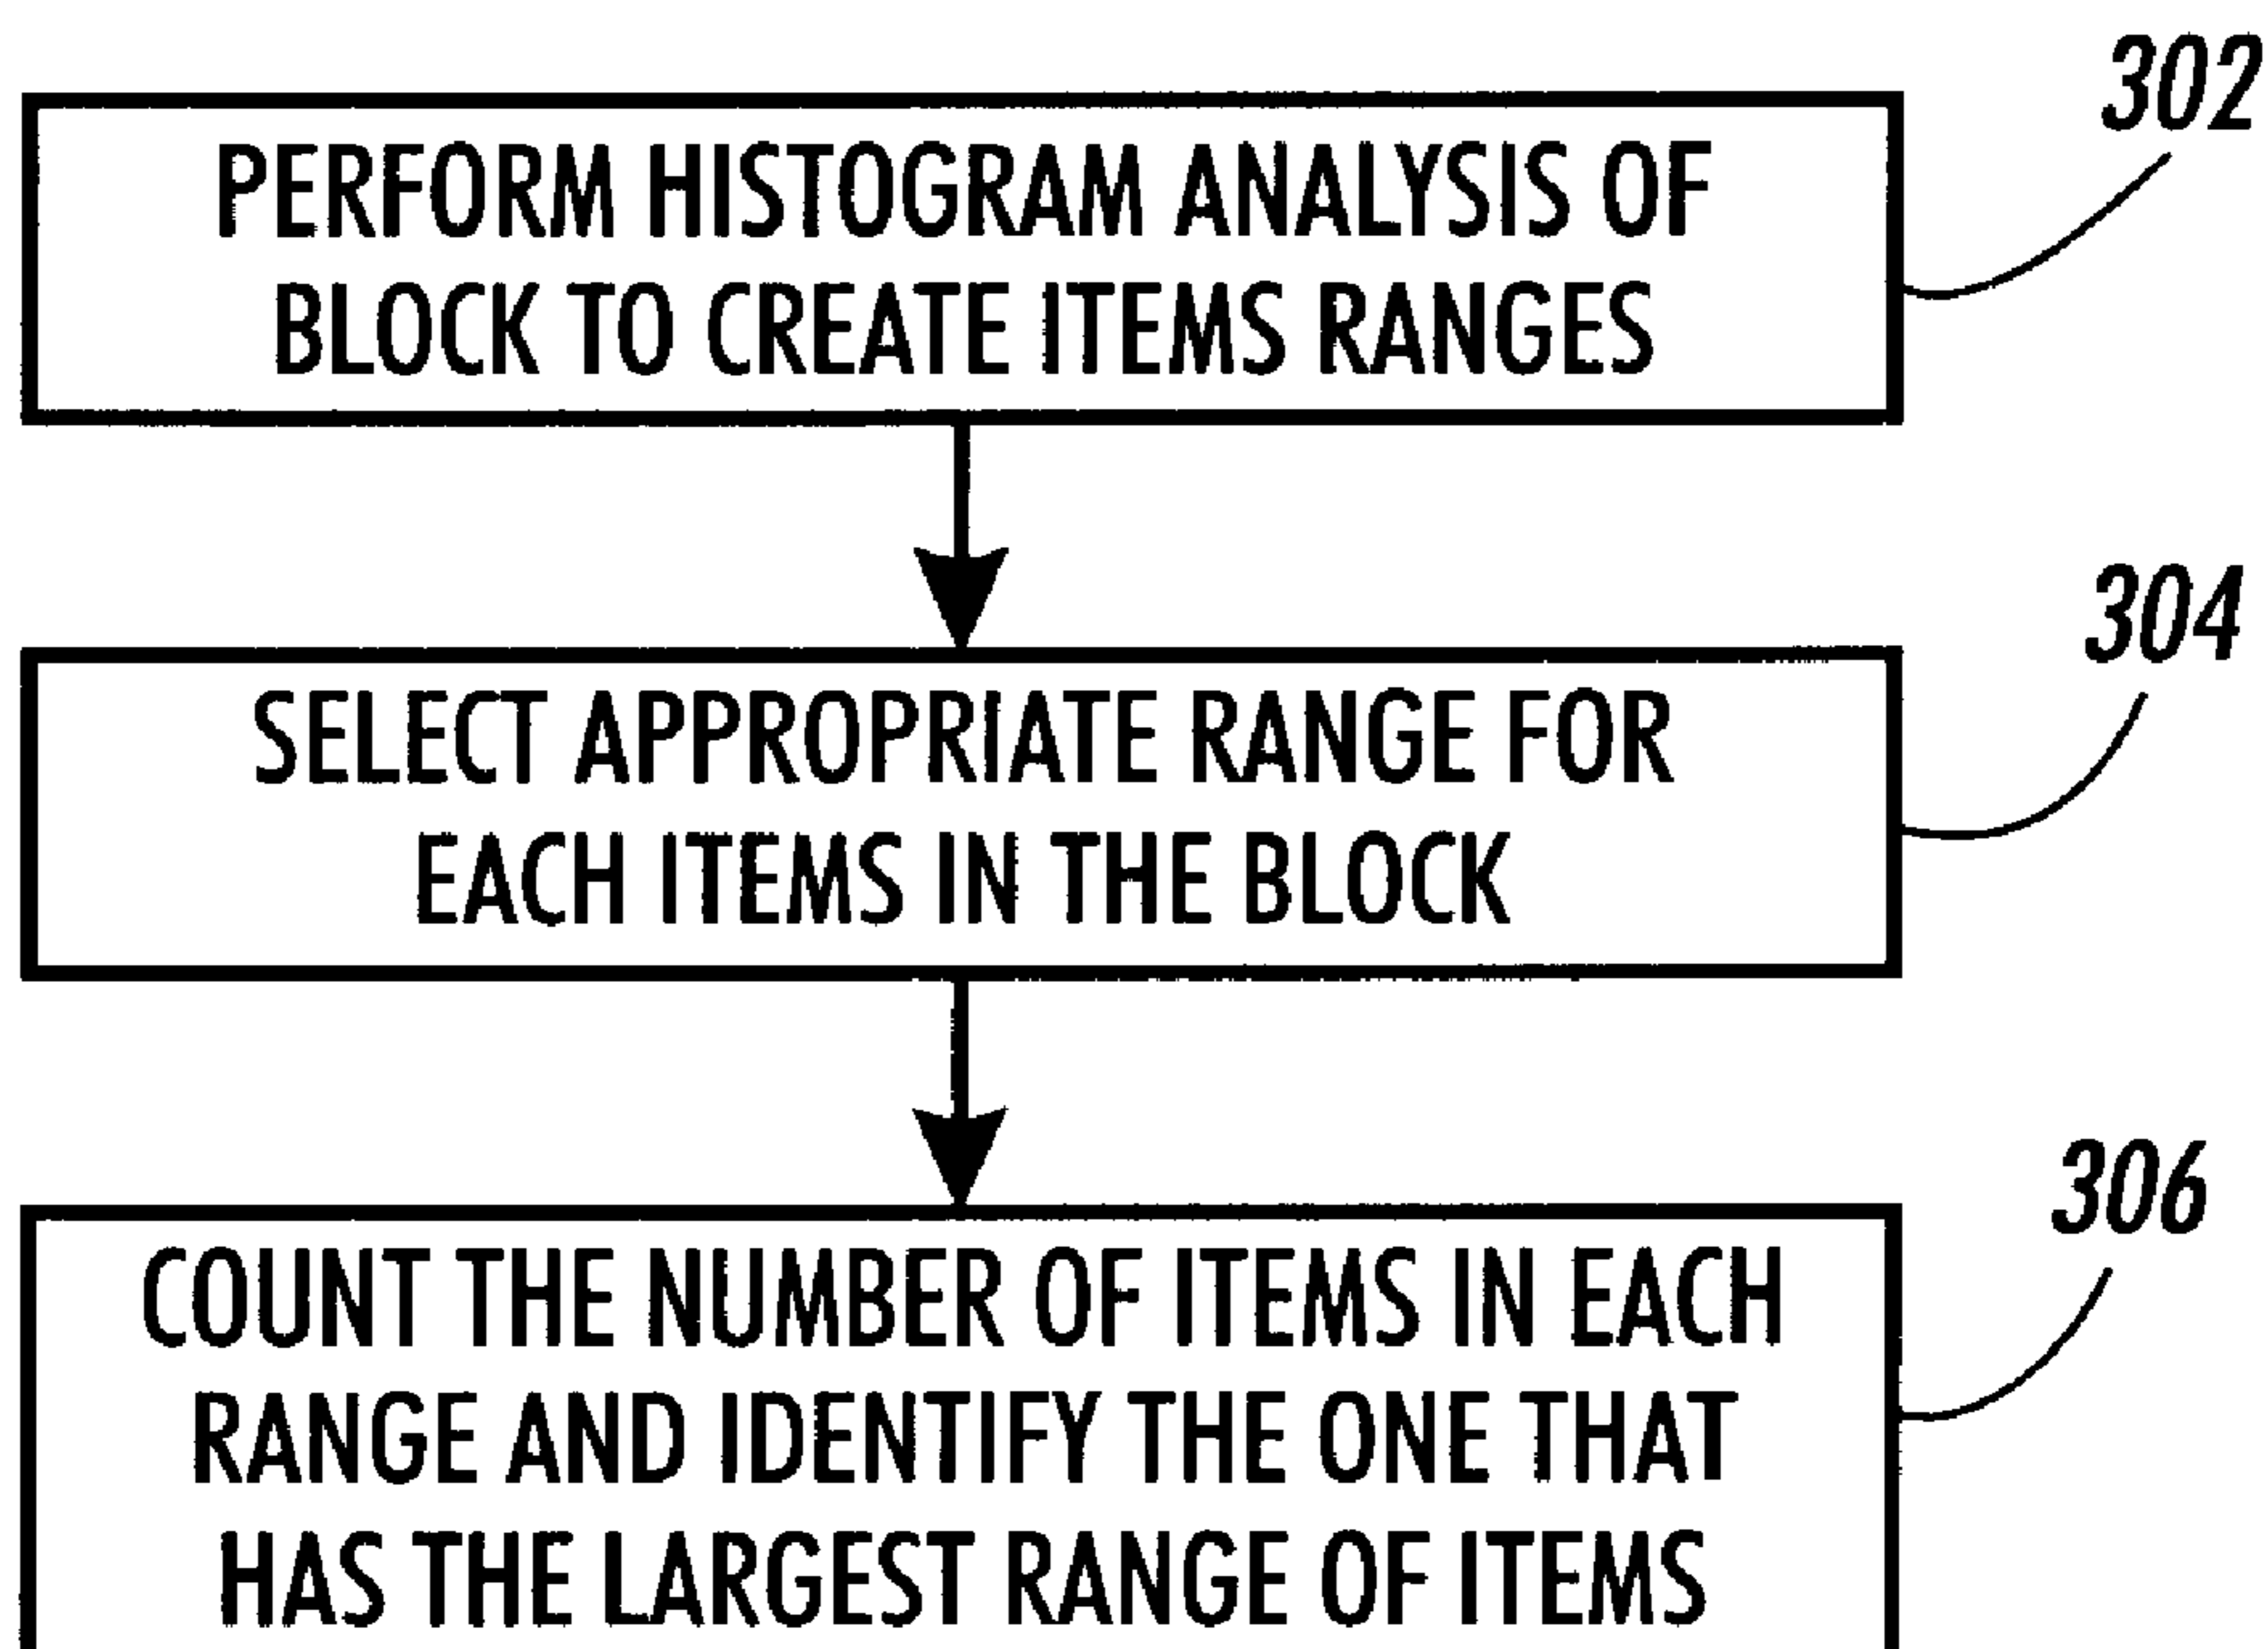 302
PERFORM HISTOGRAM ANALYSIS OF
BLOCK TO CREATE ITEMS RANGES
304
SELECT APPROPRIATE RANGE FOR
EACH ITEMS IN THE BLOCK
306
COUNT THE NUMBER OF ITEMS IN EACH
RANGE AND IDENTIFY THE ONE THAT
HAS THE LARGEST RANGE OF ITEMS